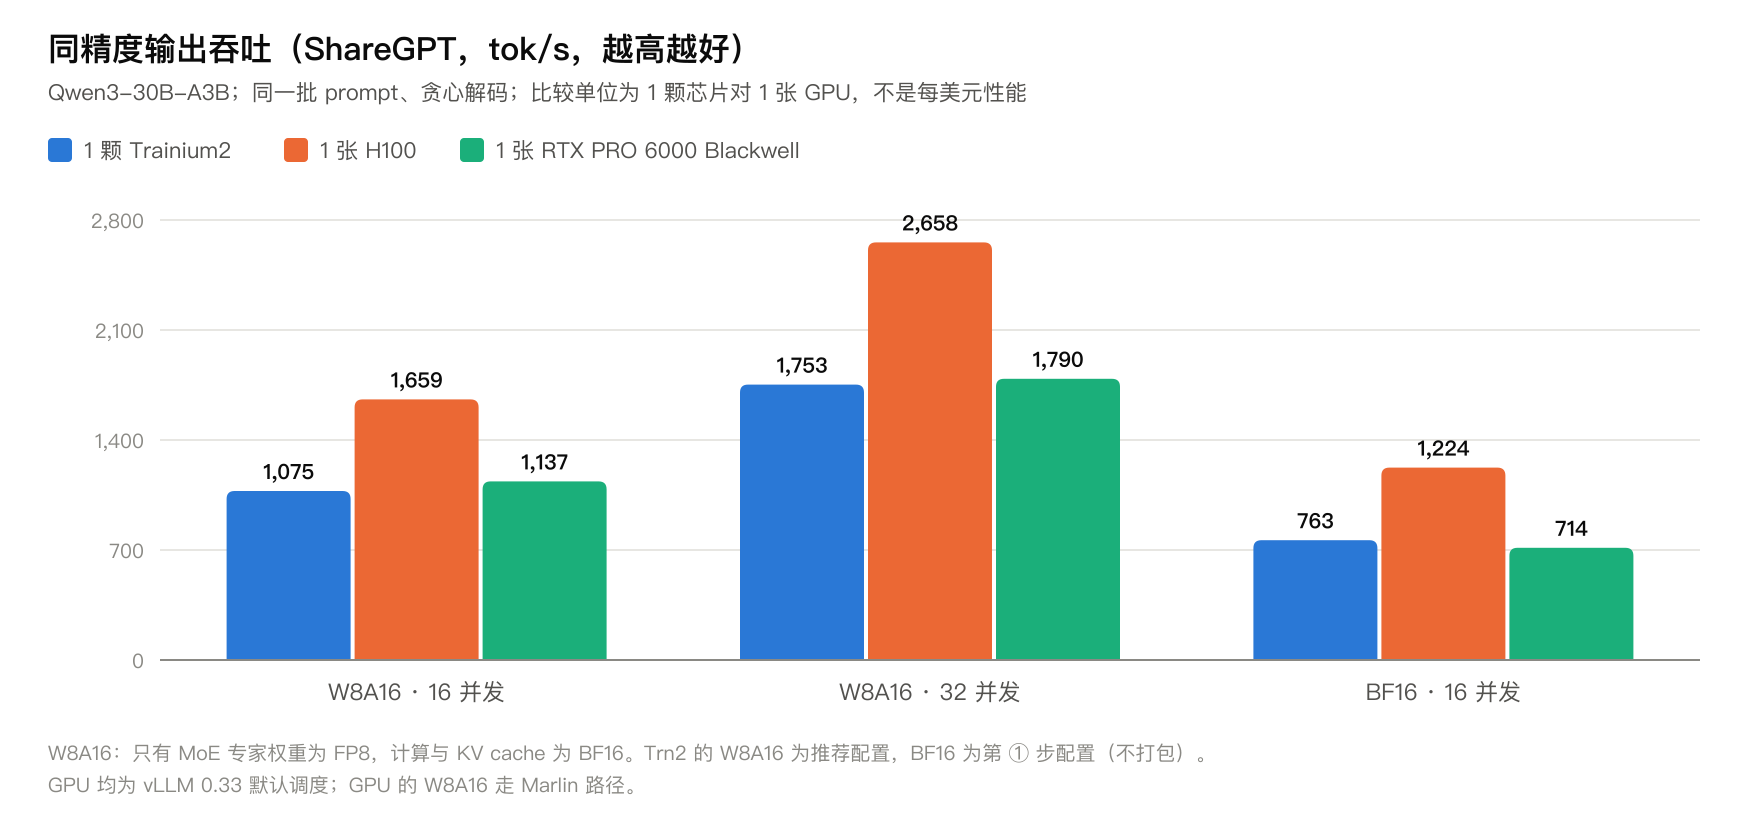 同精度输出吞吐（ShareGPT，tok/s，越高越好）
Qwen3-30B-A3B；同一批 prompt、贪心解码；比较单位为 1 颗芯片对 1 张 GPU，不是每美元性能
1 颗 Trainium2 1 张 H100 1 张 RTX PRO 6000 Blackwell
2,800
2,658
2,100
1,753 1,790
1,659
1,400
1,224
1,075 1,137
763 714
700
0
W8A16 · 16 并发 W8A16 · 32 并发 BF16 · 16 并发
W8A16：只有 MoE 专家权重为 FP8，计算与 KV cache 为 BF16。Trn2 的 W8A16 为推荐配置，BF16 为第 ① 步配置（不打包）。
GPU 均为 vLLM 0.33 默认调度；GPU 的 W8A16 走 Marlin 路径。